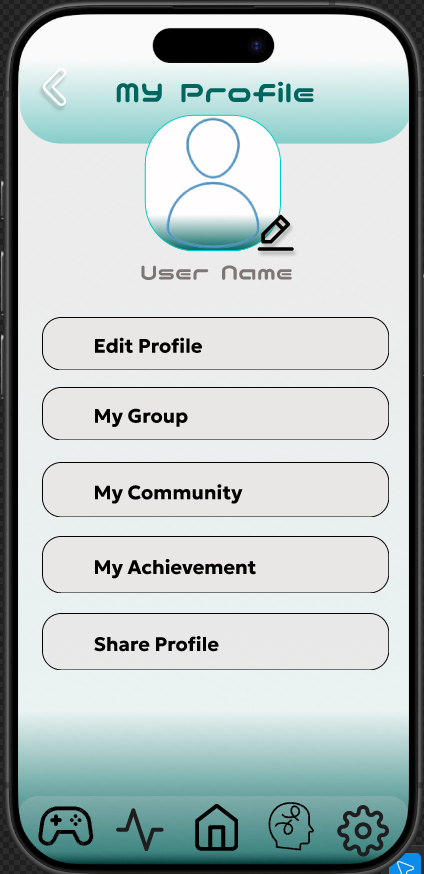 My Profile
User Name
Edit Profile
My Group
My Community
My Achievement
Share Profile